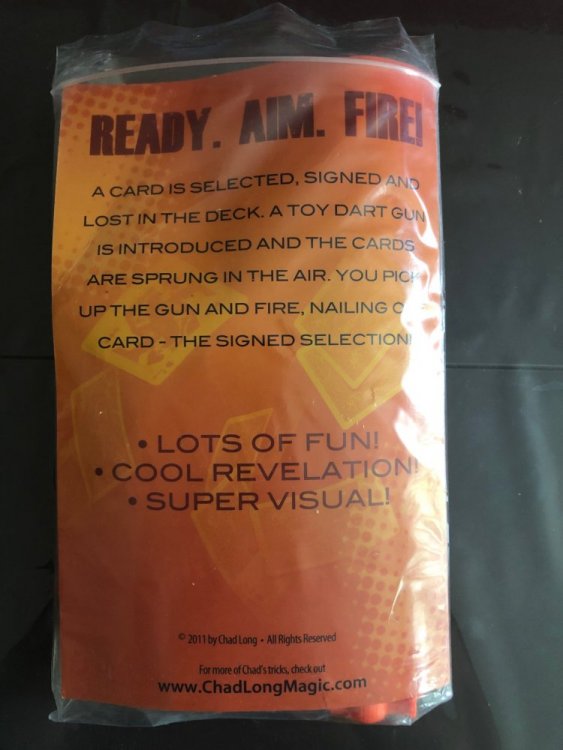 READY. AIM. FIRE!
A CARD IS SELECTED, SIGNED AND
LOST IN THE DECK. A TOY DART GUN
IS INTRODUCED AND THE CARDS
ARE SPRUNG IN THE AIR. YOU PICK
UP THE GUN AND FIRE, NAILING
CARD - THE SIGNED SELECTION!
• LOTS OF FUN!
• COOL REVELATION!
• SUPER VISUAL!
© 2011 by Chad Long • All Rights Reserved
For more of Chad's tricks, check out
www.ChadLongMagic.com